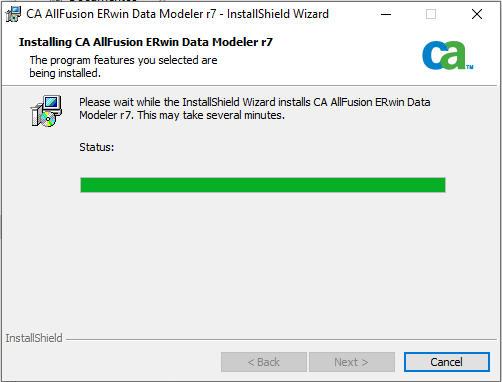 CA AllFusion ERwin Data Modeler r7 - InstallShield Wizard
Installing CA AllFusion ERwin Data Modeler r7
The program features you selected are
being installed.
ca™
Please wait while the InstallShield Wizard installs CA AllFusion ERwin Data
Modeler r7. This may take several minutes.
Status:
InstallShield
< Back
Next >
Cancel